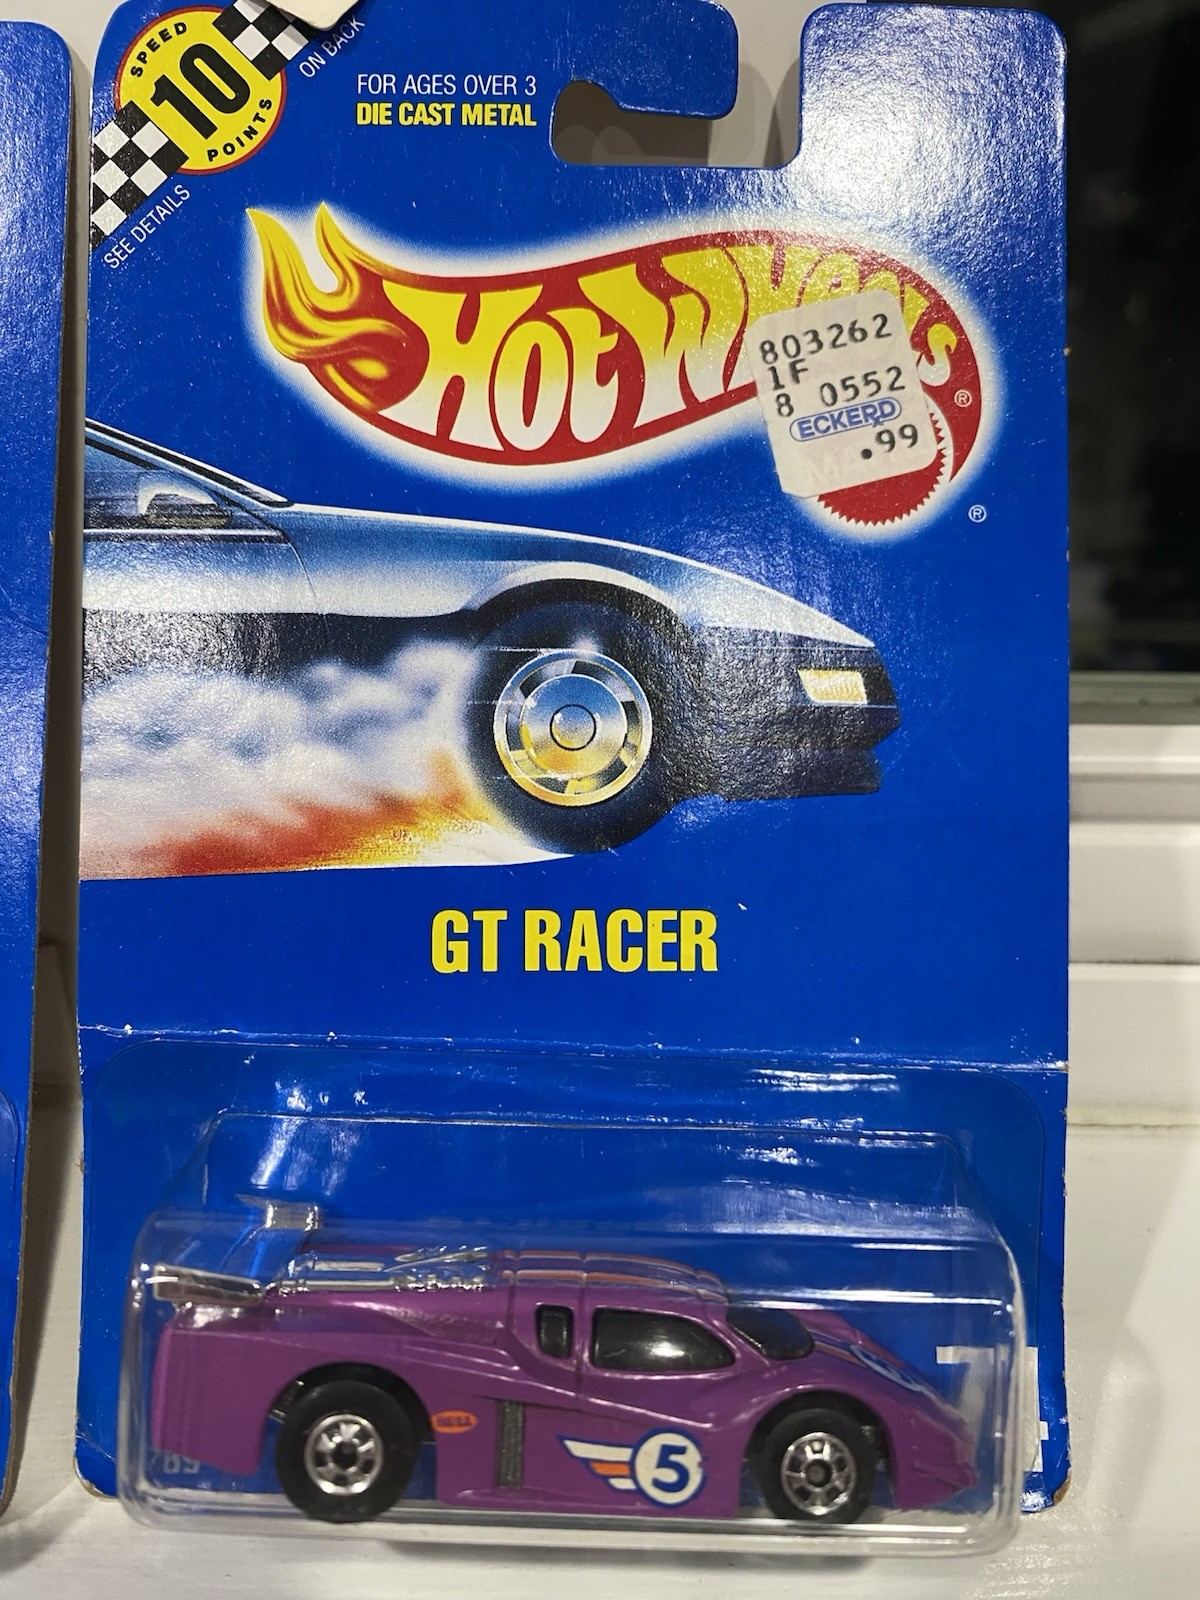 SPEED
10
POINTS
ON BACK
SEE DETAILS
FOR AGES OVER 3
DIE CAST METAL
HOT WHEELS ®
803262
1F
8 0552
ECKERD
.99
®
GT RACER
BELL
5